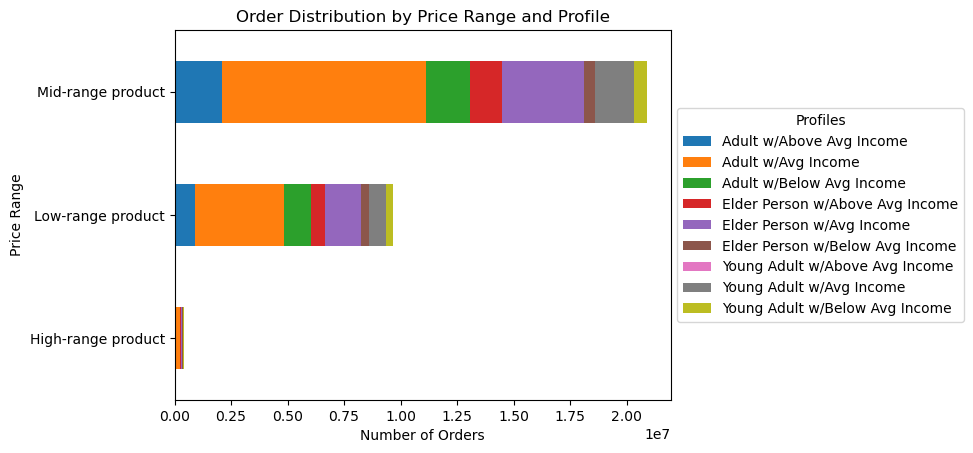 Order Distribution by Price Range and Profile
Price Range
Mid-range product
Low-range product
High-range product
0.00 0.25 0.50 0.75 1.00 1.25 1.50 1.75 2.00
1e7
Number of Orders
Profiles
Adult w/Above Avg Income
Adult w/Avg Income
Adult w/Below Avg Income
Elder Person w/Above Avg Income
Elder Person w/Avg Income
Elder Person w/Below Avg Income
Young Adult w/Above Avg Income
Young Adult w/Avg Income
Young Adult w/Below Avg Income